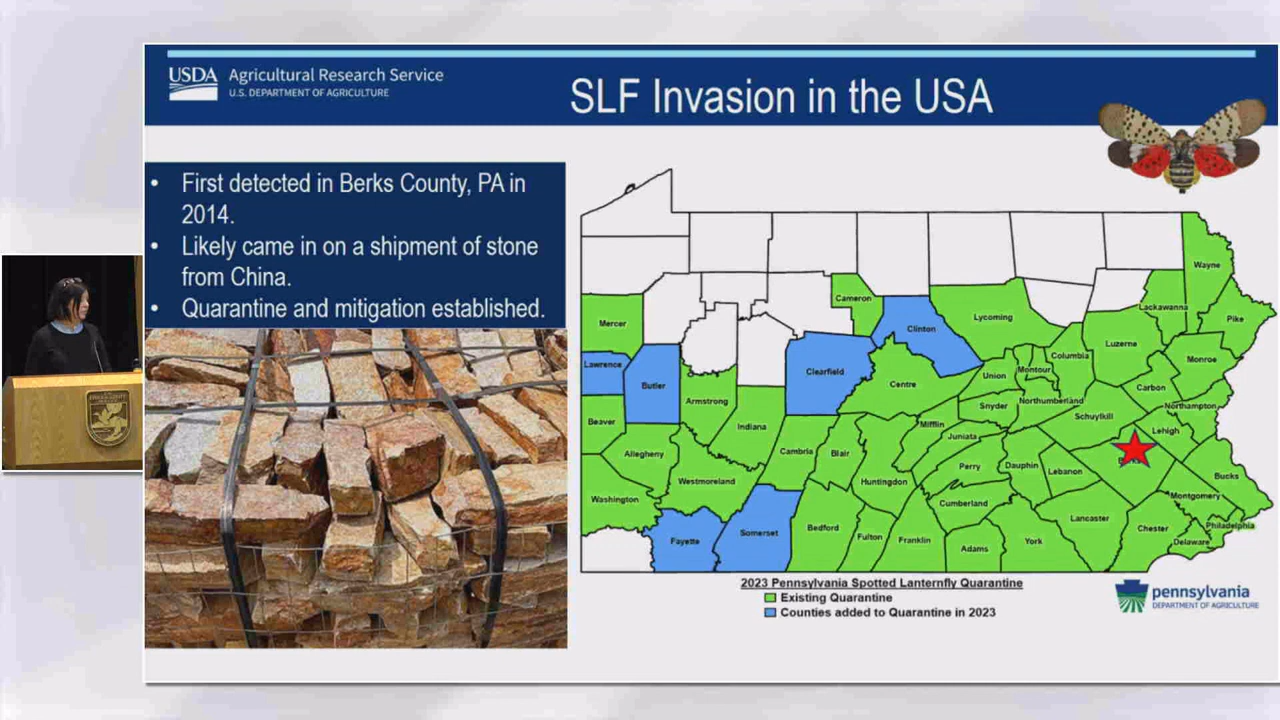 USDA Agricultural Research Service
U.S. DEPARTMENT OF AGRICULTURE
SLF Invasion in the USA
• First detected in Berks County, PA in
2014.
• Likely came in on a shipment of stone
from China.
• Quarantine and mitigation established.
Wayne
Lackawanna
Pike
Mercer
Cameron
Clinton
Lycoming
Luzerne
Monroe
Lawrence
Butler
Clearfield
Centre
Union
Montour
Columbia
Carbon
Armstrong
Snyder
Northumberland
Northampton
Schuylkill
Beaver
Indiana
Mifflin
Lehigh
Juniata
Allegheny
Cambria
Blair
Perry
Dauphin
Lebanon
Bucks
Westmoreland
Huntingdon
Montgomery
Washington
Cumberland
Lancaster
Philadelphia
Fayette
Somerset
Bedford
Fulton
Franklin
Adams
York
Chester
Delaware
2023 Pennsylvania Spotted Lanternfly Quarantine
Existing Quarantine
Counties added to Quarantine in 2023
pennsylvania
DEPARTMENT OF AGRICULTURE